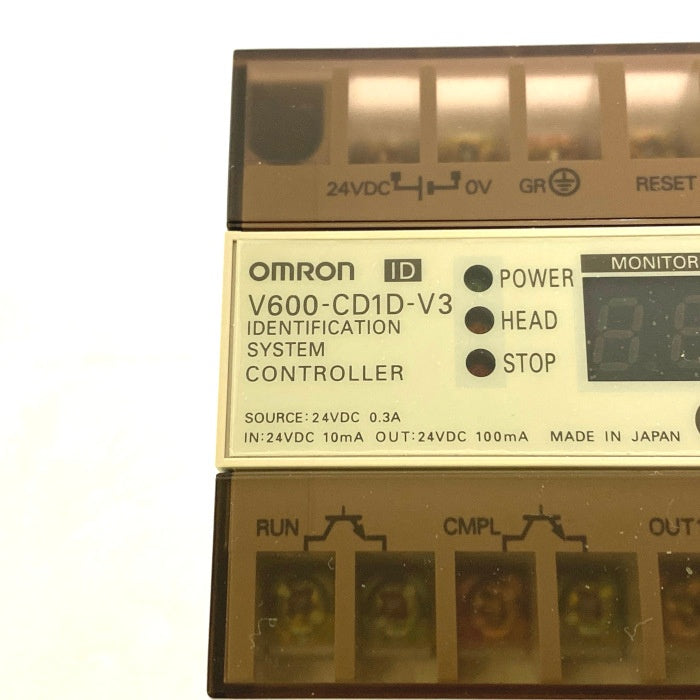 24VDC 0V GR RESET
OMRON ID
V600-CD1D-V3
IDENTIFICATION
SYSTEM
CONTROLLER
POWER
HEAD
STOP
MONITOR
SOURCE:24VDC 0.3A
IN:24VDC 10mA OUT:24VDC 100mA MADE IN JAPAN
RUN CMPL OUT1